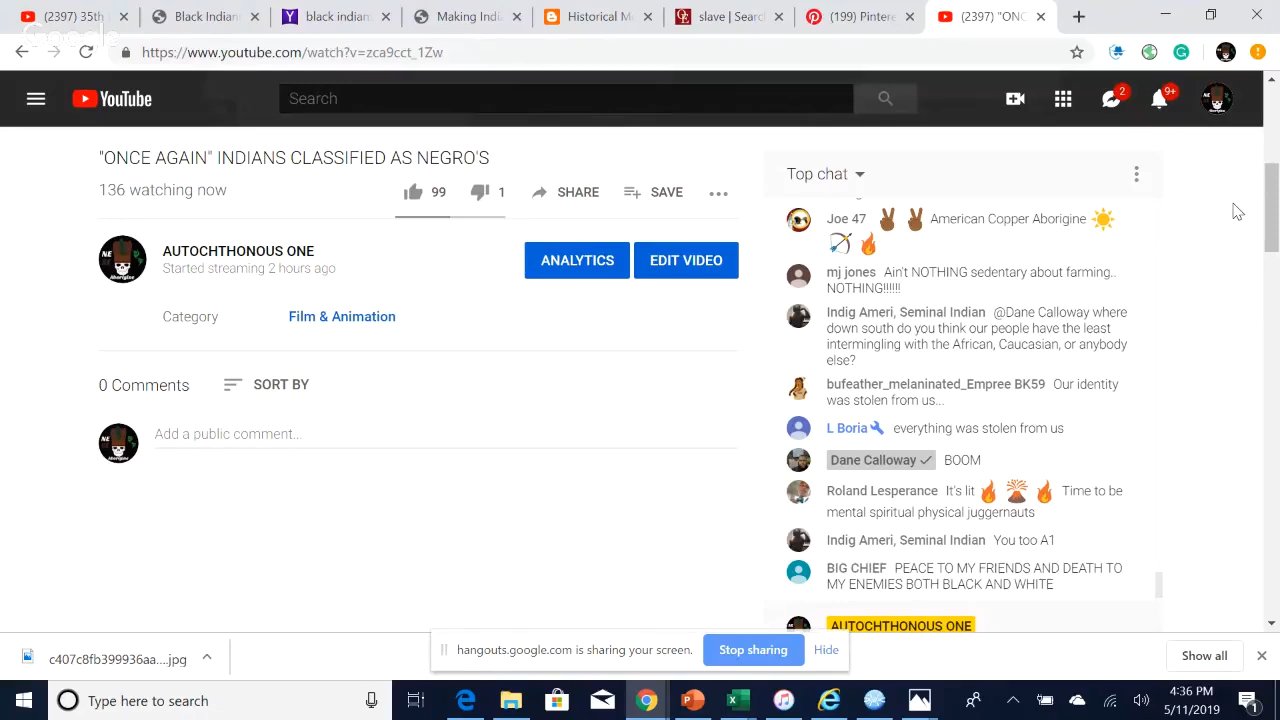 (2397) 35th
Black Indians
black indian
Making India
Historical M
slave | Search
(199) Pintere
(2397) "ONC
https://www.youtube.com/watch?v=zca9cct_1Zw
YouTube
Search
2
9+
"ONCE AGAIN" INDIANS CLASSIFIED AS NEGRO'S
136 watching now
99
1
SHARE
SAVE
AUTOCHTHONOUS ONE
Started streaming 2 hours ago
ANALYTICS
EDIT VIDEO
Category
Film & Animation
0 Comments
SORT BY
Add a public comment...
Top chat
Joe 47 American Copper Aborigine
mj jones Ain't NOTHING sedentary about farming..
NOTHING!!!!!!
Indig Ameri, Seminal Indian @Dane Calloway where
down south do you think our people have the least
intermingling with the African, Caucasian, or anybody
else?
bufeather_melaninated_Empree BK59 Our identity
was stolen from us...
L Boria everything was stolen from us
Dane Calloway BOOM
Roland Lesperance It's lit Time to be
mental spiritual physical juggernauts
Indig Ameri, Seminal Indian You too A1
BIG CHIEF PEACE TO MY FRIENDS AND DEATH TO
MY ENEMIES BOTH BLACK AND WHITE
AUTOCHTHONOUS ONE
c407c8fb399936aa....jpg
hangouts.google.com is sharing your screen.
Stop sharing
Hide
Show all
Type here to search
4:36 PM
5/11/2019
1